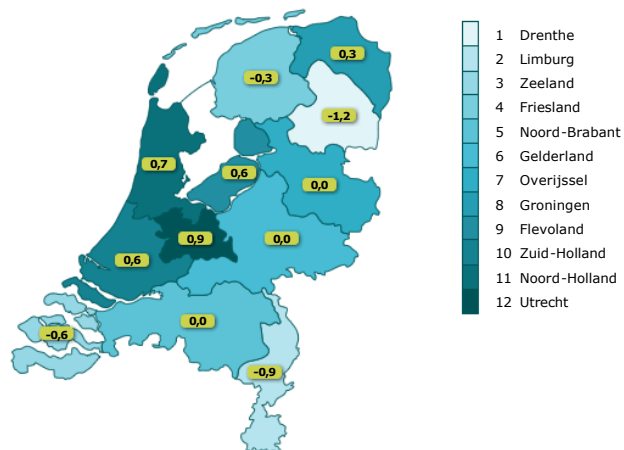 0,3
-0,3
-1,2
0,7
0,6
0,0
0,9
0,0
0,6
0,0
-0,6
-0,9
1 Drenthe
2 Limburg
3 Zeeland
4 Friesland
5 Noord-Brabant
6 Gelderland
7 Overijssel
8 Groningen
9 Flevoland
10 Zuid-Holland
11 Noord-Holland
12 Utrecht